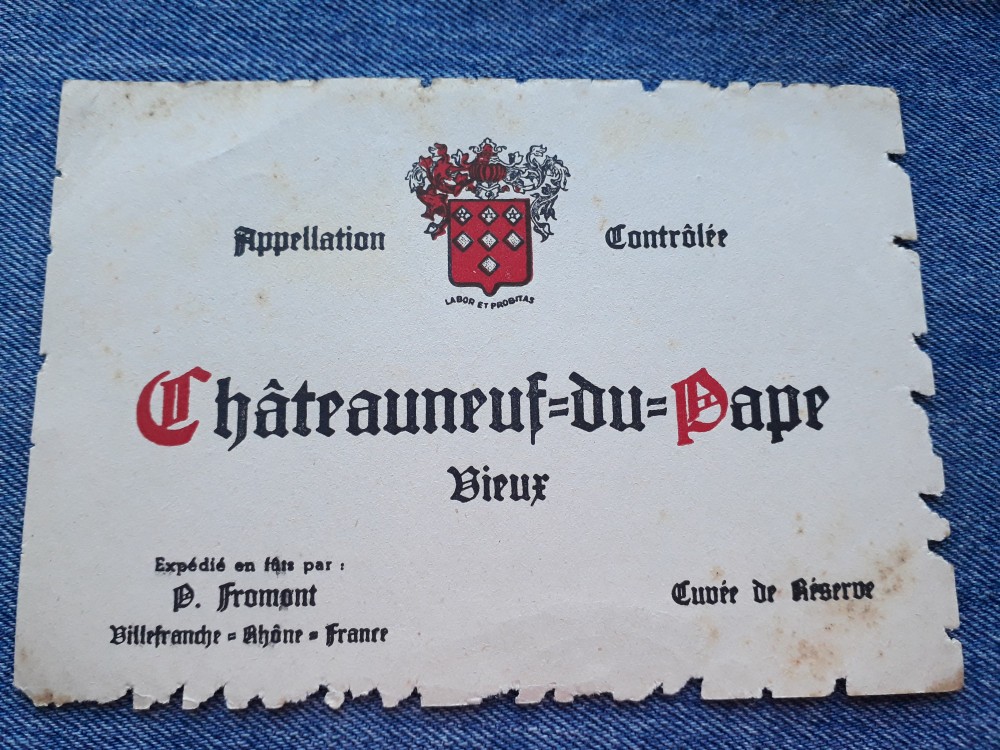 Appellation Contrôlée
LABOR ET PROBITAS
Châteauneuf=du=Pape
Vieux
Expédié en fûts par :
P. Fromont
Villefranche = Rhône = France
Cuvée de Réserve